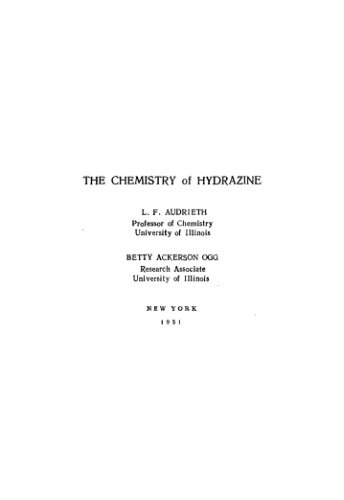 THE CHEMISTRY of HYDRAZINE
L. F. AUDRIETH
Professor of Chemistry
University of Illinois
BETTY ACKERSON OGG
Research Associate
University of Illinois
NEW YORK
1951